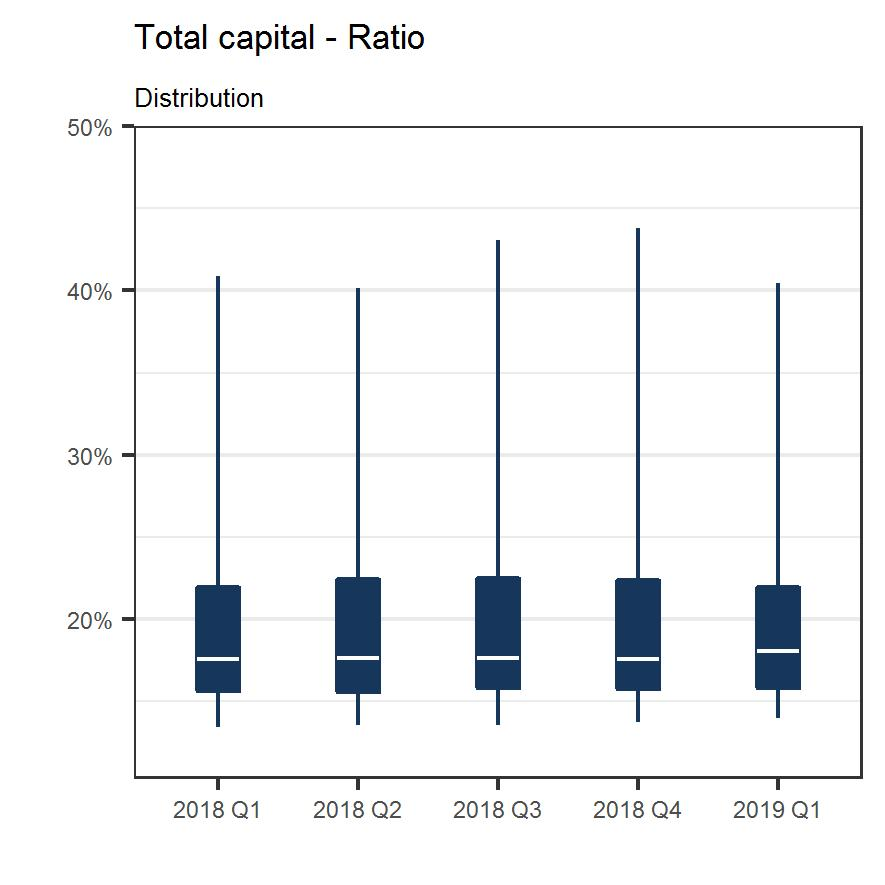 Total capital - Ratio
Distribution
50%
40%
30%
20%
2018 Q1 2018 Q2 2018 Q3 2018 Q4 2019 Q1